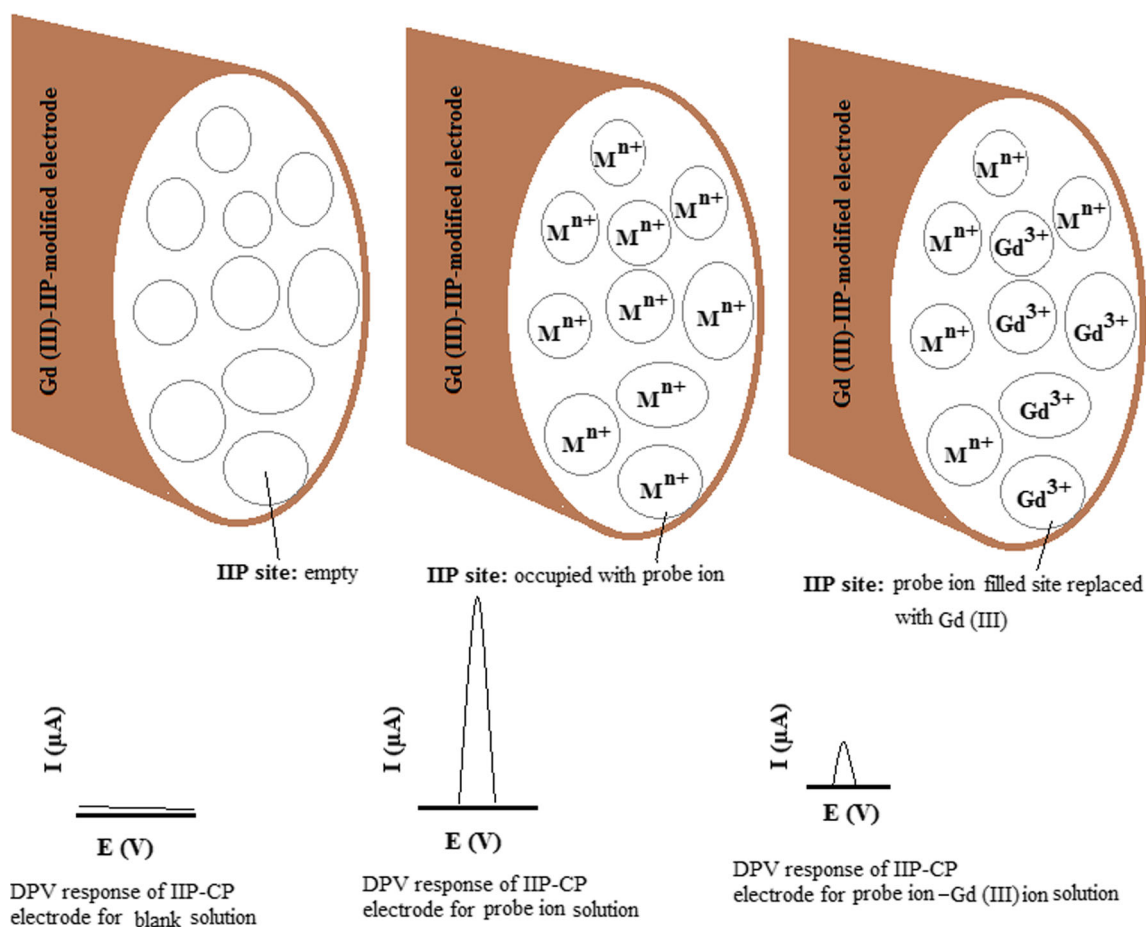 Gd (III)-IIP-modified electrode
IIP site: empty
I (µA)
E (V)
DPV response of IIP-CP
electrode for blank solution
Gd (III)-IIP-modified electrode
Mⁿ⁺
Mⁿ⁺
Mⁿ⁺
Mⁿ⁺
Mⁿ⁺
Mⁿ⁺
Mⁿ⁺
Mⁿ⁺
Mⁿ⁺
Mⁿ⁺
IIP site: occupied with probe ion
I (µA)
E (V)
DPV response of IIP-CP
electrode for probe ion solution
Gd (III)-IIP-modified electrode
Mⁿ⁺
Mⁿ⁺
Mⁿ⁺
Gd³⁺
Mⁿ⁺
Gd³⁺
Gd³⁺
Gd³⁺
Mⁿ⁺
Gd³⁺
IIP site: probe ion filled site replaced
with Gd (III)
I (µA)
E (V)
DPV response of IIP-CP
electrode for probe ion–Gd (III) ion solution